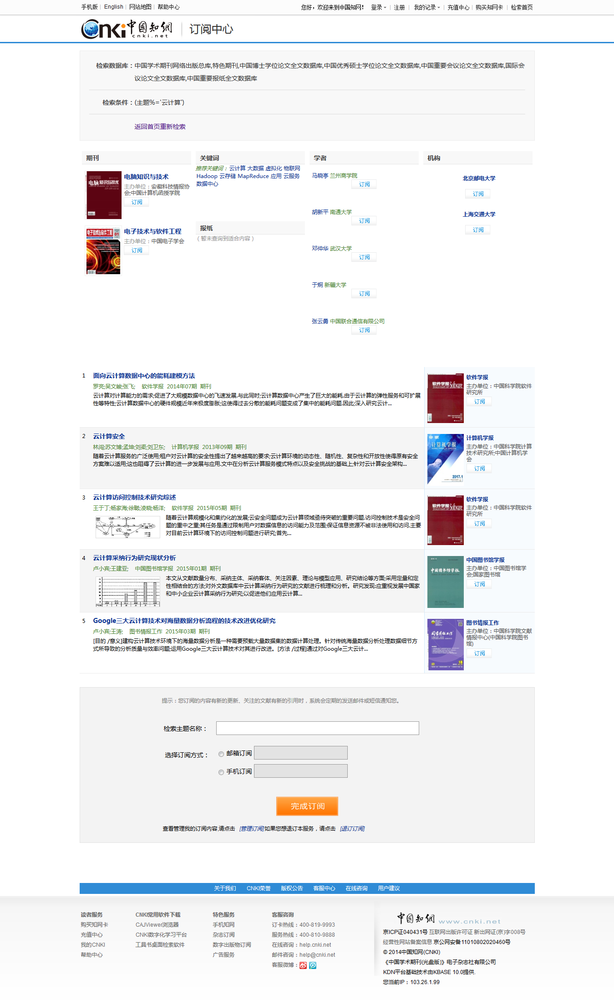 手机版 English 网站地图 帮助中心
您好，欢迎来到中国知网！ 登录 注册 我的记录 充值中心 购买知网卡 检索首页
Cnki 中国知網 cnki.net 订阅中心
检索数据库：中国学术期刊网络出版总库,特色期刊,中国博士学位论文全文数据库,中国优秀硕士学位论文全文数据库,中国重要会议论文全文数据库,国际会
议论文全文数据库,中国重要报纸全文数据库
检索条件：(主题%='云计算')
返回首页重新检索
期刊
电脑知识与技术
电脑知识与技术
主办单位：安徽科技情报协
会;中国计算机函授学院
订阅
电子技术与软件工程
01
电子技术与软件工程
主办单位：中国电子学会
订阅
关键词
推荐关键词：云计算 大数据 虚拟化 物联网
Hadoop 云存储 MapReduce 应用 云服务
数据中心
报纸
（暂未查询到适合内容）
学者
马晓亭 兰州商学院
订阅
胡新平 南通大学
订阅
邓仲华 武汉大学
订阅
于炯 新疆大学
订阅
张云勇 中国联合通信有限公司
订阅
机构
北京邮电大学
订阅
上海交通大学
订阅
1 面向云计算数据中心的能耗建模方法
罗亮;吴文峻;张飞; 软件学报 2014年07期 期刊
云计算对计算能力的需求;促进了大规模数据中心的飞速发展.与此同时;云计算数据中心产生了巨大的能耗.由于云计算的弹性服务和可扩展
性等特性;云计算数据中心的硬件规模近年来极度膨胀;这使得过去分散的能耗问题变成了集中的能耗问题.因此;深入研究云计...
软件学报
Journal of Software
软件学报
主办单位：中国科学院软件
研究所
订阅
2 云计算安全
林闯;苏文博;孟坤;刘渠;刘卫东; 计算机学报 2013年09期 期刊
随着云计算服务的广泛使用;租户对云计算的安全性提出了越来越高的要求;云计算环境的动态性、随机性、复杂性和开放性使得原有安全
方案难以适用;这也阻碍了云计算的进一步发展与应用.文中在分析云计算服务模式特点以及安全挑战的基础上;针对云计算安全架构...
计算机学报
2017.1
计算机学报
主办单位：中国科学院计算
技术研究所;中国计算机学
会
订阅
3 云计算访问控制技术研究综述
王于丁;杨家海;徐聪;凌晓;杨洋; 软件学报 2015年05期 期刊
随着云计算规模化和集约化的发展;云安全问题成为云计算领域亟待突破的重要问题.访问控制技术是安全问
题的重中之重;其任务是通过限制用户对数据信息的访问能力及范围;保证信息资源不被非法使用和访问.主要
对目前云计算环境下的访问控制问题进行研究;首先...
软件学报
Journal of Software
软件学报
主办单位：中国科学院软件
研究所
订阅
4 云计算采纳行为研究现状分析
卢小宾;王建亚; 中国图书馆学报 2015年01期 期刊
本文从文献数量分布、采纳主体、采纳客体、关注因素、理论与模型应用、研究结论等方面;采用定量和定
性相结合的方法;对外文数据库中云计算采纳行为研究的文献进行梳理和分析。研究发现:应重视发展中国家
和中小企业云计算采纳行为研究;以促进他们应用云计算...
中国图书馆学报
中国图书馆学报
主办单位：中国图书馆学
会;国家图书馆
订阅
5 Google三大云计算技术对海量数据分析流程的技术改进优化研究
卢小宾;王涛; 图书情报工作 2015年03期 期刊
[目的 /意义]建构云计算技术环境下的海量数据分析是一种需要预载大量数据集的数据计算处理。针对传统海量数据分析处理数据细节方
式所导致的分析质量与效率问题;运用Google三大云计算技术对其进行改进。[方法 /过程]通过对Google三大云计...
图书情报工作
18
图书情报工作
主办单位：中国科学院文献
情报中心(中国科学院图书
馆)
订阅
提示：您订阅的内容有新的更新、关注的文献有新的引用时，系统会定期的发送邮件或短信通知您。
检索主题名称：
选择订阅方式： 邮箱订阅
手机订阅
完成订阅
查看管理我的订阅内容,请点击 [管理订阅]如果您想退订本服务，请点击 [退订订阅]
关于我们 CNKI荣誉 版权公告 客服中心 在线咨询 用户建议
读者服务
购买知网卡
充值中心
我的CNKI
帮助中心
CNKI常用软件下载
CAJViewer浏览器
CNKI数字化学习平台
工具书桌面检索软件
特色服务
手机知网
杂志订阅
数字出版物订阅
广告服务
客服咨询
订卡热线：400-819-9993
服务热线：400-810-9888
在线咨询：help.cnki.net
邮件咨询：help@cnki.net
客服微博：
中国知網 www.cnki.net
京ICP证040431号 互联网出版许可证 新出网证(京)字008号
经营性网站备案信息 京公网安备11010802020460号
© 2014中国知网(CNKI)
《中国学术期刊(光盘版)》电子杂志社有限公司
KDN平台基础技术由KBASE 10.0提供.
您当前IP：103.26.1.99